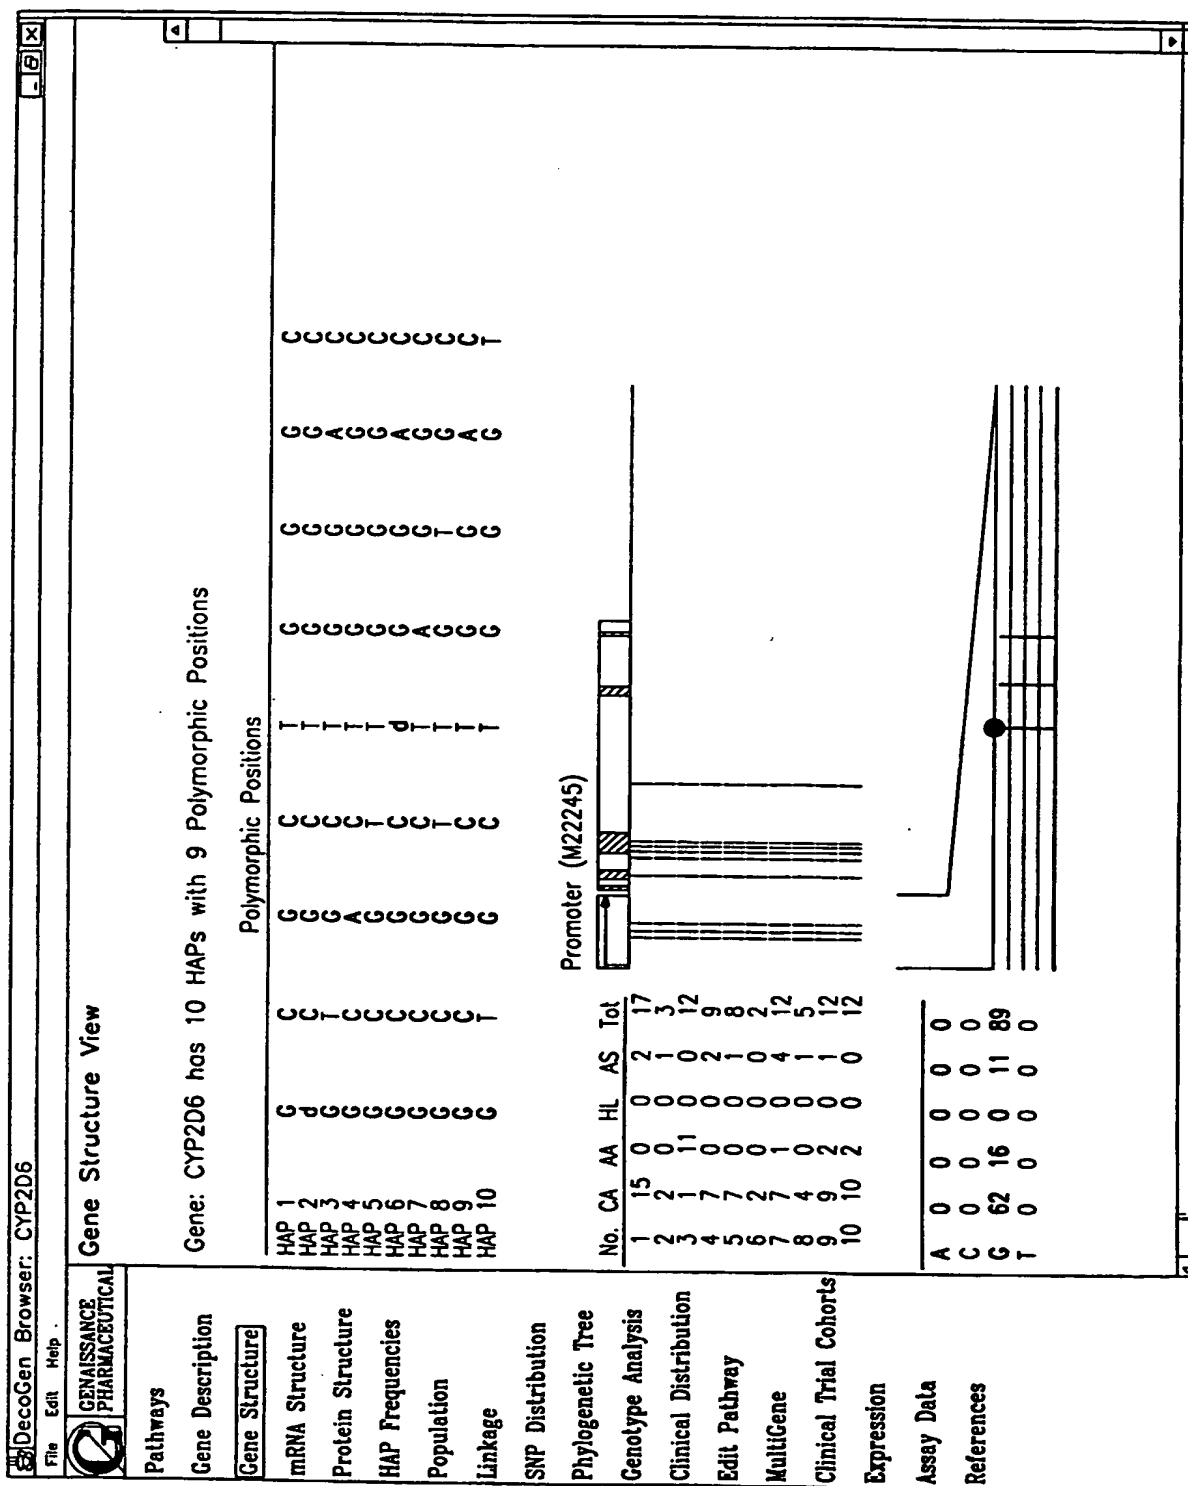 DecoGen Browser: CYP2D6
File Edit Help
GENAISSANCE
PHARMACEUTICAL
Pathways
Gene Description
Gene Structure
mRNA Structure
Protein Structure
HAP Frequencies
Population
Linkage
SNP Distribution
Phylogenetic Tree
Genotype Analysis
Clinical Distribution
Edit Pathway
MultiGene
Clinical Trial Cohorts
Expression
Assay Data
References
Gene Structure View
Gene: CYP2D6 has 10 HAPs with 9 Polymorphic Positions
Polymorphic Positions
HAP 1 G C G C T G G G C
HAP 2 d C G C T G G G C
HAP 3 G T G C T G G A C
HAP 4 G C A C T G G G C
HAP 5 G C G T T G G G C
HAP 6 G C G C d G G A C
HAP 7 G C G C T A G G C
HAP 8 G C G T T G T G C
HAP 9 G C G C T G G A C
HAP 10 G T G C T G G G T
Promoter (M22245)
No. CA AA HL AS Tot
1 15 0 0 2 17
2 2 0 0 1 3
3 1 11 0 0 12
4 7 0 0 2 9
5 7 0 0 1 8
6 2 0 0 0 2
7 7 1 0 4 12
8 4 0 0 1 5
9 9 2 0 1 12
10 10 2 0 0 12
A 0 0 0 0 0
C 0 0 0 0 0
G 62 16 0 11 89
T 0 0 0 0 0